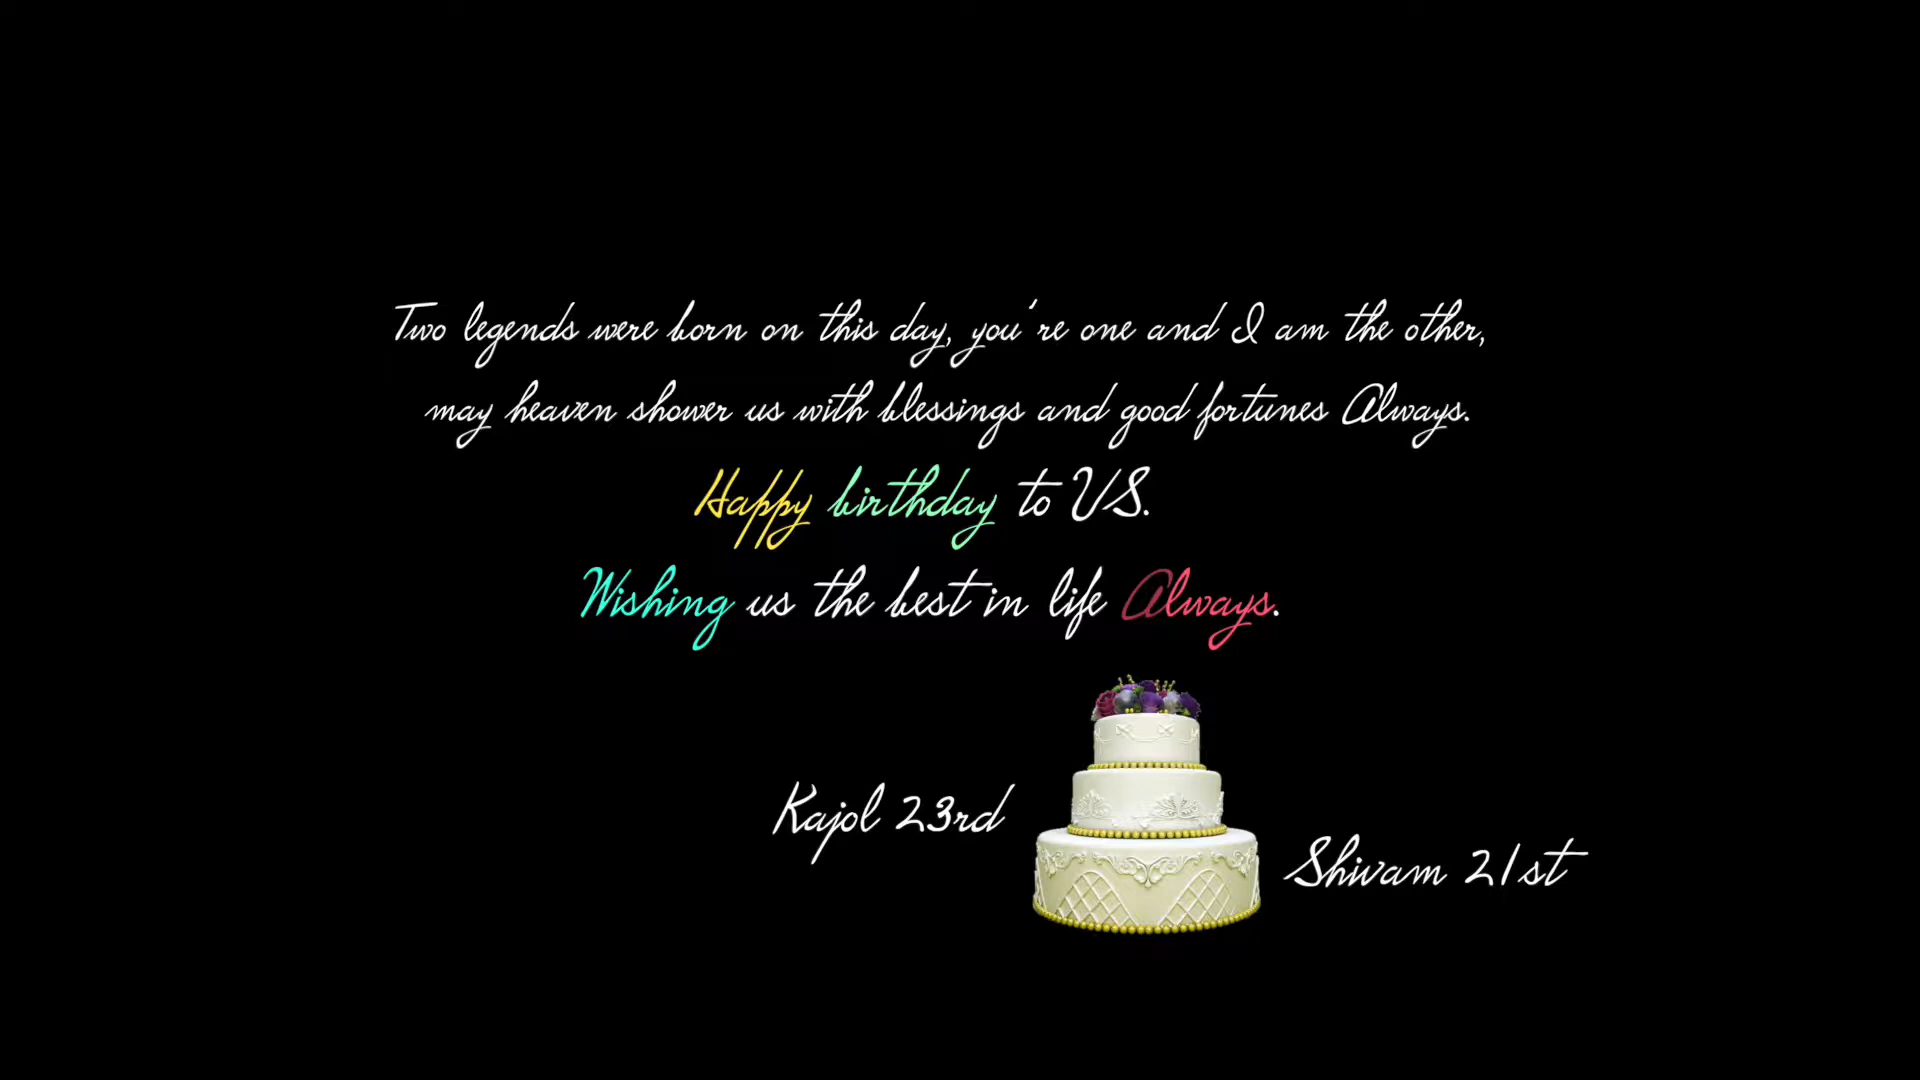 Two legends were born on this day, you're one and I am the other,
may heaven shower us with blessings and good fortunes Always.
Happy birthday to US.
Wishing us the best in life Always.
Kajol 23rd
Shivam 21st